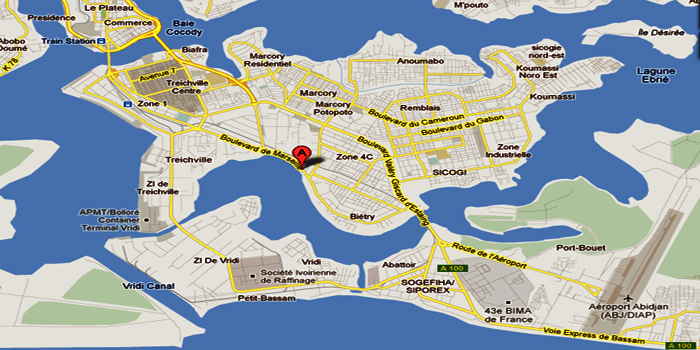 M'pouto
Le Plateau
Presidence
Commerce
Baie
Cocody
Île Désirée
Abobo
Doumé
Train Station
Biafra
sicogie
nord-est
K 78
Marcory
Residentiel
Anoumabo
Koumassi
Noro Est
Lagune
Ebrié
Avenue 7
Treichville
Centre
Marcory
Koumassi
Zone 1
Marcory
Potopoto
Remblais
Boulevard du Cameroun
Boulevard du Gabon
Boulevard de Marseille
A
Treichville
Zone 4C
Boulevard Valéry Giscard d'Estaing
Zone
Industrielle
SICOGI
ZI de
Treichville
APMT/Bolloré
Container
Terminal Vridi
Biétry
Port-Bouet
Route de l'Aéroport
ZI De Vridi
Vridi
Abattoir
A 100
Société Ivoirienne
de Raffinage
Vridi Canal
SOGEFIHA/
SIPOREX
Petit-Bassam
43e BIMA
de France
Aéroport Abidjan
(ABJ/DIAP)
Voie Express de Bassam
A 100